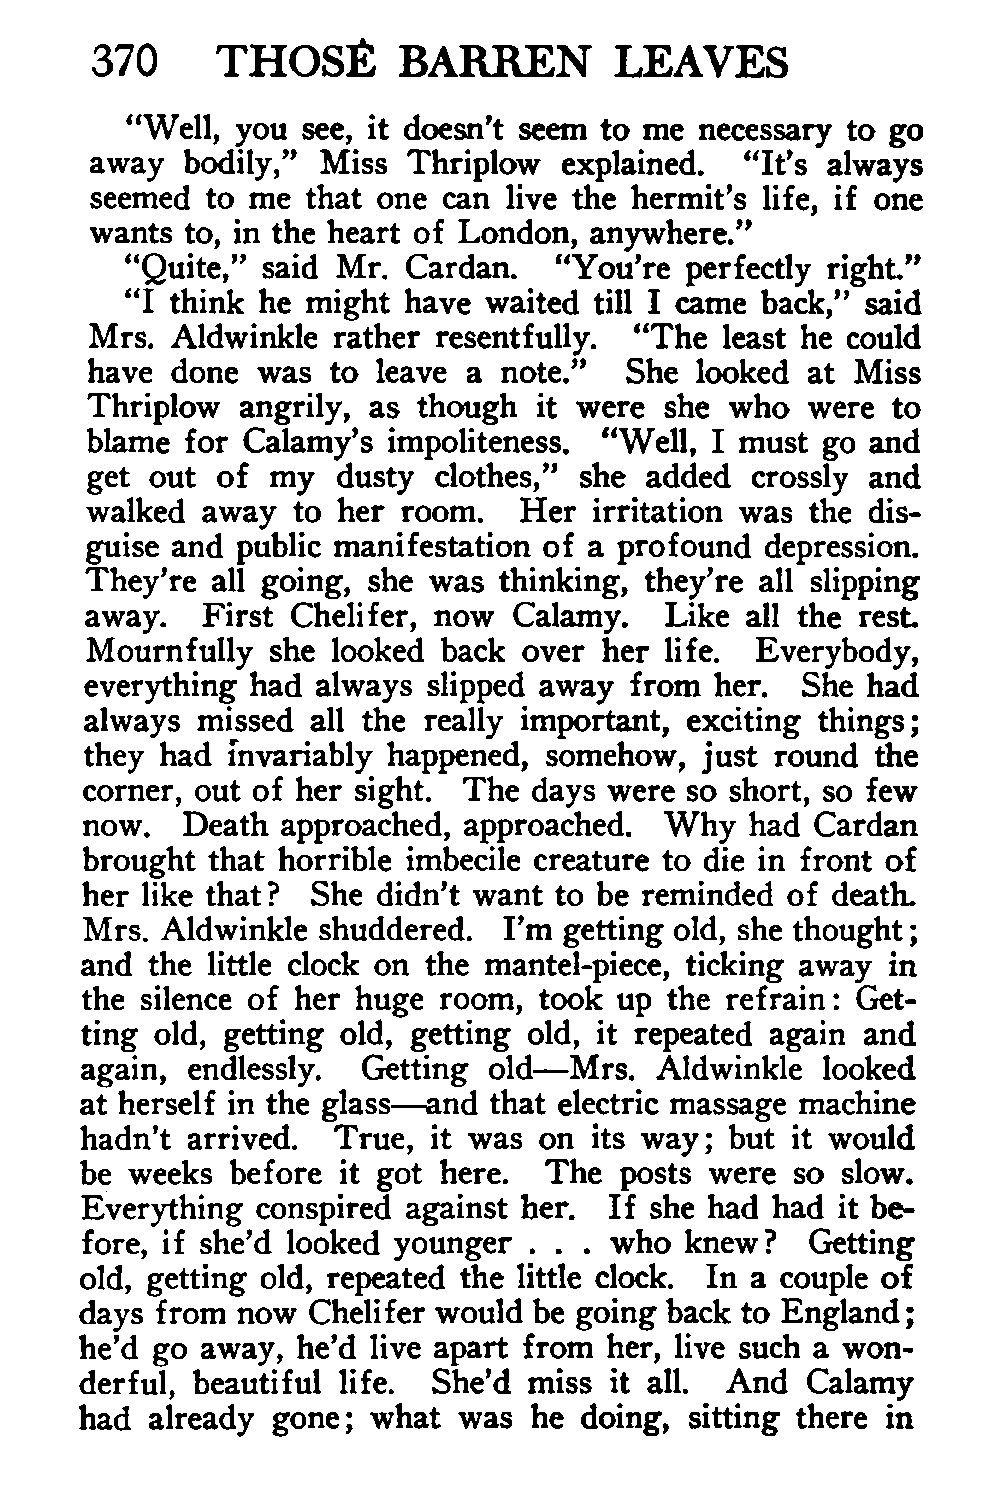 370 THOSE BARREN LEAVES
“Well, you see, it doesn’t seem to me necessary to go
away bodily,” Miss Thriplow explained. “It’s always
seemed to me that one can live the hermit’s life, if one
wants to, in the heart of London, anywhere.”
“Quite,” said Mr. Cardan. “You’re perfectly right.”
“I think he might have waited till I came back,” said
Mrs. Aldwinkle rather resentfully. “The least he could
have done was to leave a note.” She looked at Miss
Thriplow angrily, as though it were she who were to
blame for Calamy’s impoliteness. “Well, I must go and
get out of my dusty clothes,” she added crossly and
walked away to her room. Her irritation was the dis-
guise and public manifestation of a profound depression.
They’re all going, she was thinking, they’re all slipping
away. First Chelifer, now Calamy. Like all the rest.
Mournfully she looked back over her life. Everybody,
everything had always slipped away from her. She had
always missed all the really important, exciting things;
they had invariably happened, somehow, just round the
corner, out of her sight. The days were so short, so few
now. Death approached, approached. Why had Cardan
brought that horrible imbecile creature to die in front of
her like that? She didn’t want to be reminded of death.
Mrs. Aldwinkle shuddered. I’m getting old, she thought;
and the little clock on the mantel-piece, ticking away in
the silence of her huge room, took up the refrain: Get-
ting old, getting old, getting old, it repeated again and
again, endlessly. Getting old—Mrs. Aldwinkle looked
at herself in the glass—and that electric massage machine
hadn’t arrived. True, it was on its way; but it would
be weeks before it got here. The posts were so slow.
Everything conspired against her. If she had had it be-
fore, if she’d looked younger . . . who knew? Getting
old, getting old, repeated the little clock. In a couple of
days from now Chelifer would be going back to England;
he’d go away, he’d live apart from her, live such a won-
derful, beautiful life. She’d miss it all. And Calamy
had already gone; what was he doing, sitting there in